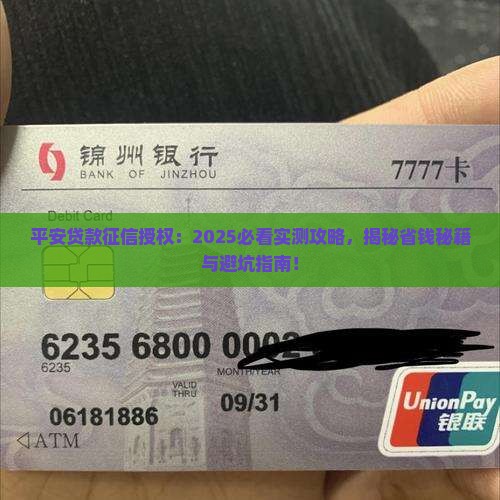 锦州银行
BANK OF JINZHOU
7777卡
Debit Card
平安贷款征信授权：2025必看实测攻略，揭秘省钱秘籍
与避坑指南！
6235 6800 0002
6235
MONTH/YEAR
VALID
THRU
09/31
06181886
ATM
UnionPay
银联